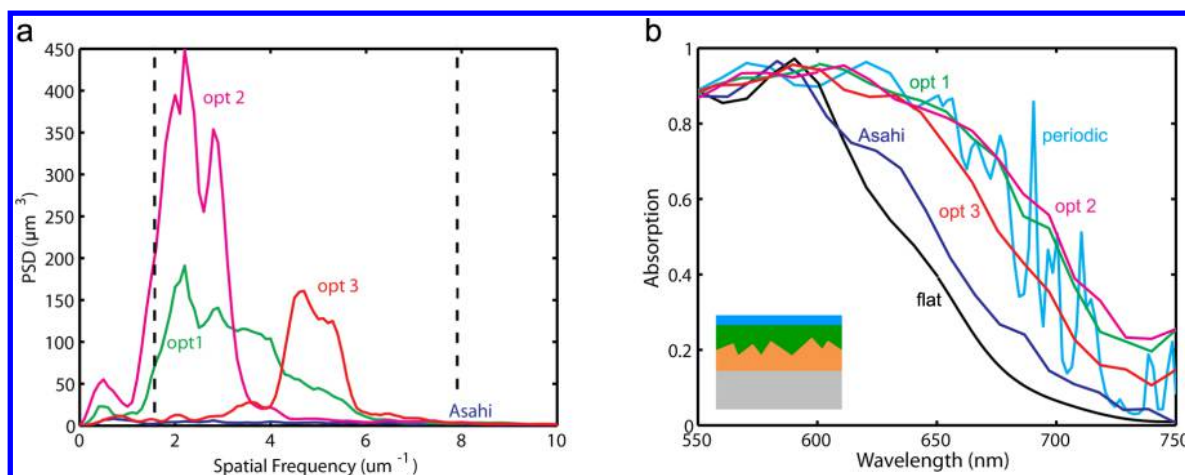 a
450
400
350
300
250
200
150
100
50
0
PSD (µm³)
opt 2
opt1
opt 3
Asahi
0 2 4 6 8 10
Spatial Frequency (um⁻¹)
b
1
0.8
0.6
0.4
0.2
0
Absorption
opt 1
Asahi
periodic
opt 3
opt 2
flat
550 600 650 700 750
Wavelength (nm)